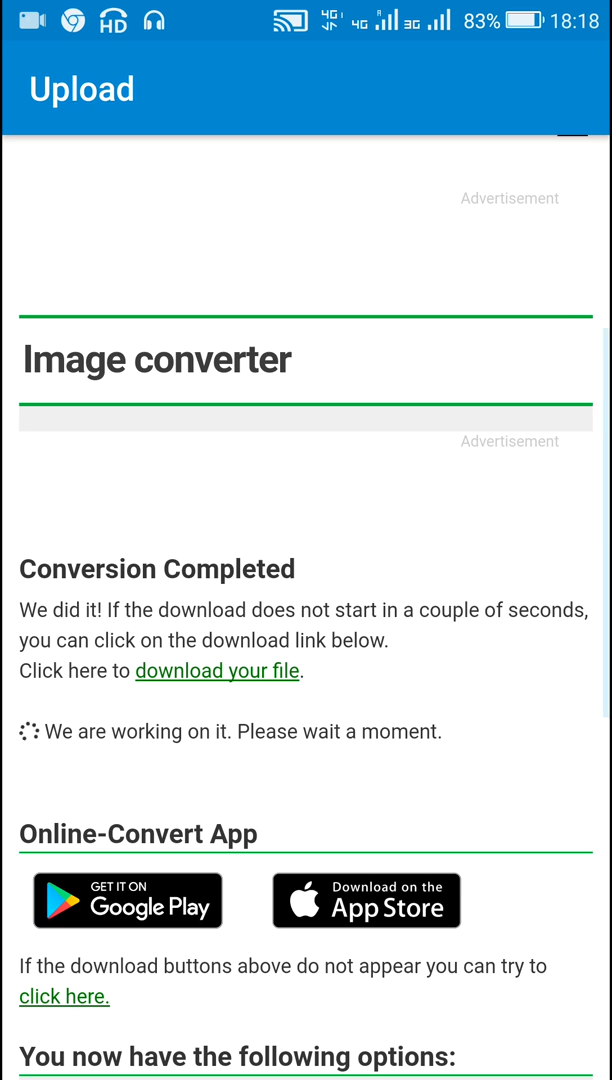 HD 4G 4G R 3G 83% 18:18
Upload
Advertisement
Image converter
Advertisement
Conversion Completed
We did it! If the download does not start in a couple of seconds,
you can click on the download link below.
Click here to download your file.
We are working on it. Please wait a moment.
Online-Convert App
GET IT ON
Google Play
Download on the
App Store
If the download buttons above do not appear you can try to
click here.
You now have the following options: